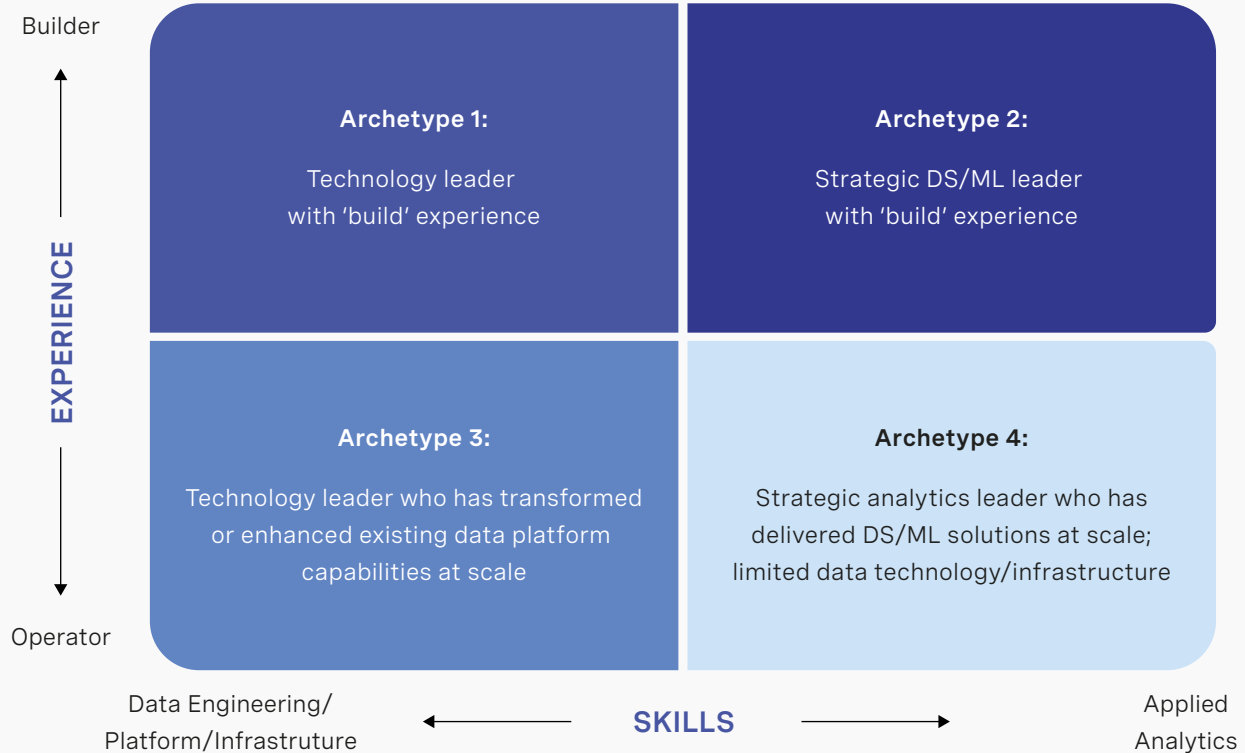 Builder
EXPERIENCE
Operator
Archetype 1:
Technology leader
with ‘build’ experience
Archetype 2:
Strategic DS/ML leader
with ‘build’ experience
Archetype 3:
Technology leader who has transformed
or enhanced existing data platform
capabilities at scale
Archetype 4:
Strategic analytics leader who has
delivered DS/ML solutions at scale;
limited data technology/infrastructure
Data Engineering/
Platform/Infrastruture
SKILLS
Applied
Analytics